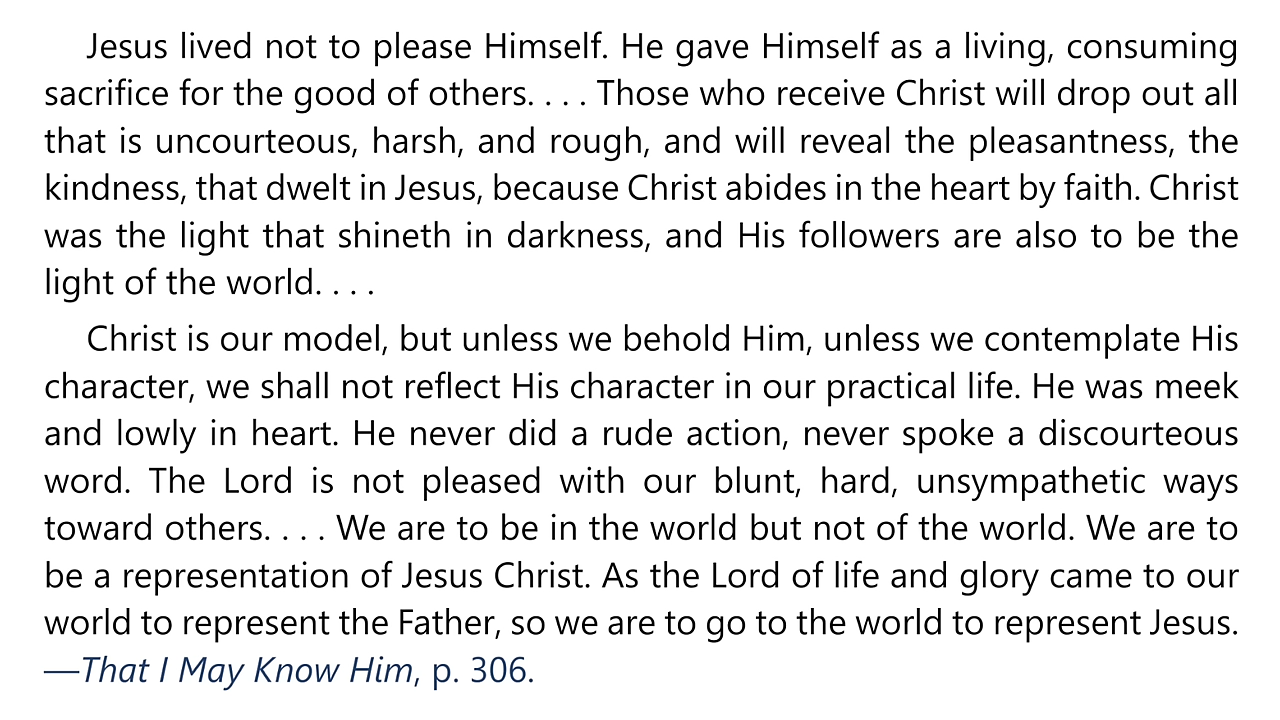 Jesus lived not to please Himself. He gave Himself as a living, consuming
sacrifice for the good of others. . . . Those who receive Christ will drop out all
that is uncourteous, harsh, and rough, and will reveal the pleasantness, the
kindness, that dwelt in Jesus, because Christ abides in the heart by faith. Christ
was the light that shineth in darkness, and His followers are also to be the
light of the world. . . .
Christ is our model, but unless we behold Him, unless we contemplate His
character, we shall not reflect His character in our practical life. He was meek
and lowly in heart. He never did a rude action, never spoke a discourteous
word. The Lord is not pleased with our blunt, hard, unsympathetic ways
toward others. . . . We are to be in the world but not of the world. We are to
be a representation of Jesus Christ. As the Lord of life and glory came to our
world to represent the Father, so we are to go to the world to represent Jesus.
—That I May Know Him, p. 306.